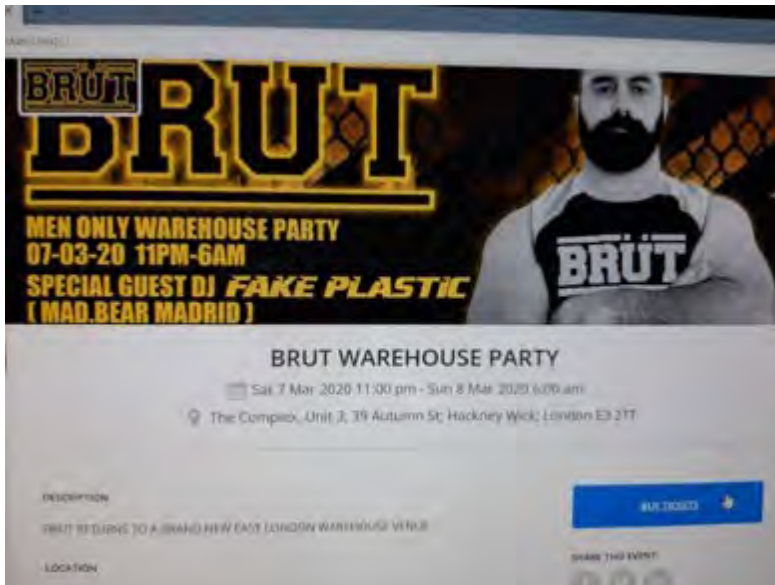 BRÜT
BRUT
MEN ONLY WAREHOUSE PARTY
07-03-20 11PM-6AM
SPECIAL GUEST DJ FAKE PLASTIC
( MAD.BEAR MADRID )
BRÜT
BRUT WAREHOUSE PARTY
Sat 7 Mar 2020 11:00 pm - Sun 8 Mar 2020 6:00 am
The Complex, Unit 3, 39 Autumn St, Hackney Wick, London E3 2TT
DESCRIPTION
BRUT RETURNS TO A BRAND NEW EAST LONDON WAREHOUSE VENUE
BUY TICKETS
SHARE THIS EVENT
LOCATION